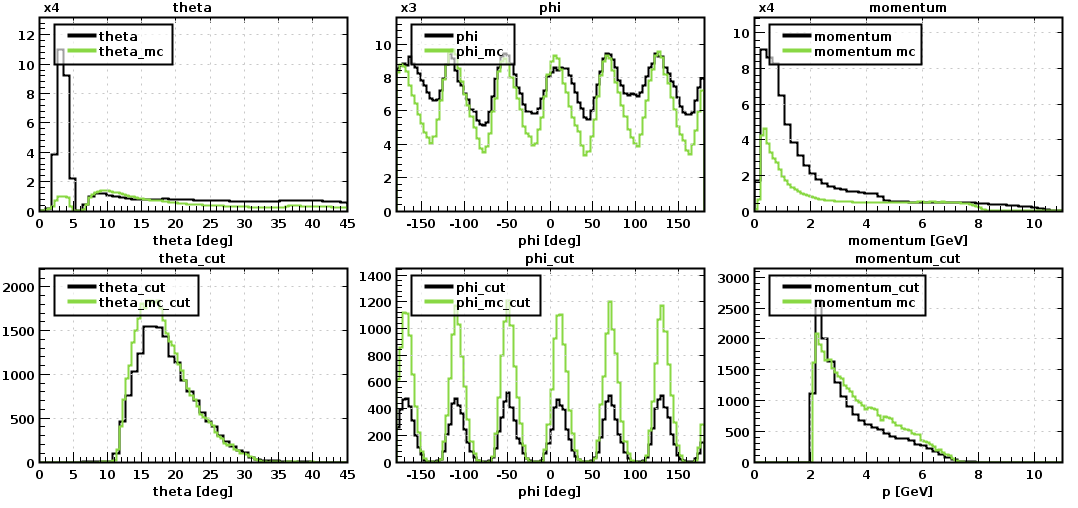 x4 theta
theta
theta_mc
12
10
8
6
4
2
0
0 5 10 15 20 25 30 35 40 45
theta [deg]
x3 phi
phi
phi_mc
10
8
6
4
2
0
-150 -100 -50 0 50 100 150
phi [deg]
x4 momentum
momentum
momentum mc
10
8
6
4
2
0
0 2 4 6 8 10
momentum [GeV]
theta_cut
theta_cut
theta_mc_cut
2000
1500
1000
500
0
0 5 10 15 20 25 30 35 40 45
theta [deg]
phi_cut
phi_cut
phi_mc_cut
1400
1200
1000
800
600
400
200
0
-150 -100 -50 0 50 100 150
phi [deg]
momentum_cut
momentum_cut
momentum mc
3000
2500
2000
1500
1000
500
0
0 2 4 6 8 10
p [GeV]